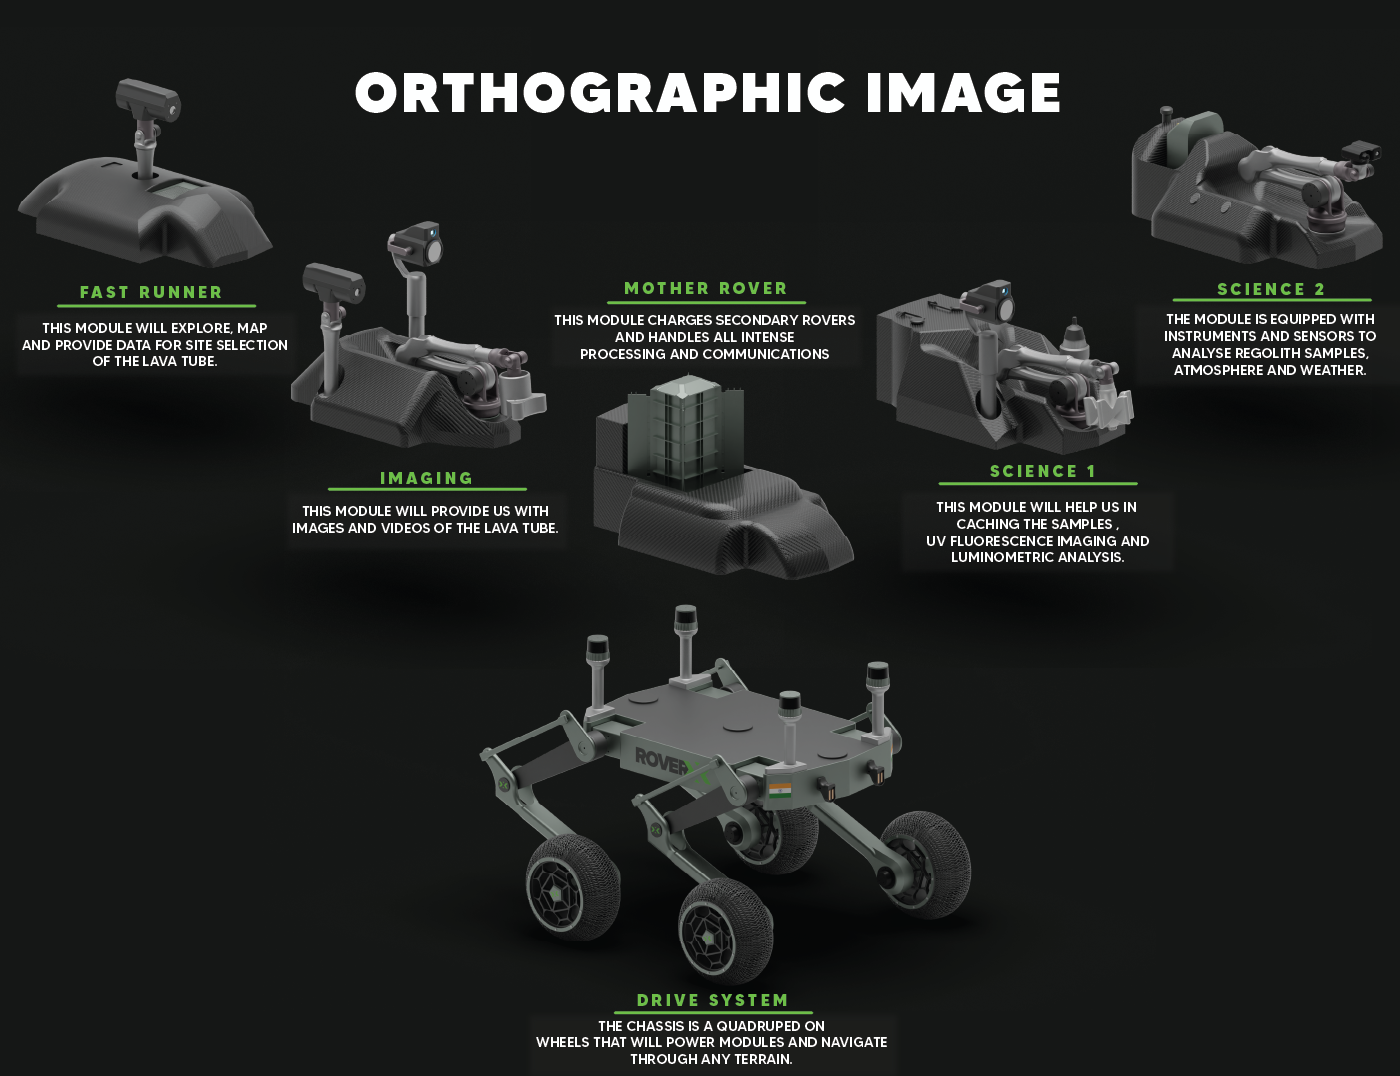 ORTHOGRAPHIC IMAGE
FAST RUNNER
THIS MODULE WILL EXPLORE, MAP
AND PROVIDE DATA FOR SITE SELECTION
OF THE LAVA TUBE.
IMAGING
THIS MODULE WILL PROVIDE US WITH
IMAGES AND VIDEOS OF THE LAVA TUBE.
MOTHER ROVER
THIS MODULE CHARGES SECONDARY ROVERS
AND HANDLES ALL INTENSE
PROCESSING AND COMMUNICATIONS
SCIENCE 1
THIS MODULE WILL HELP US IN
CACHING THE SAMPLES ,
UV FLUORESCENCE IMAGING AND
LUMINOMETRIC ANALYSIS.
SCIENCE 2
THE MODULE IS EQUIPPED WITH
INSTRUMENTS AND SENSORS TO
ANALYSE REGOLITH SAMPLES,
ATMOSPHERE AND WEATHER.
ROVER
DRIVE SYSTEM
THE CHASSIS IS A QUADRUPED ON
WHEELS THAT WILL POWER MODULES AND NAVIGATE
THROUGH ANY TERRAIN.